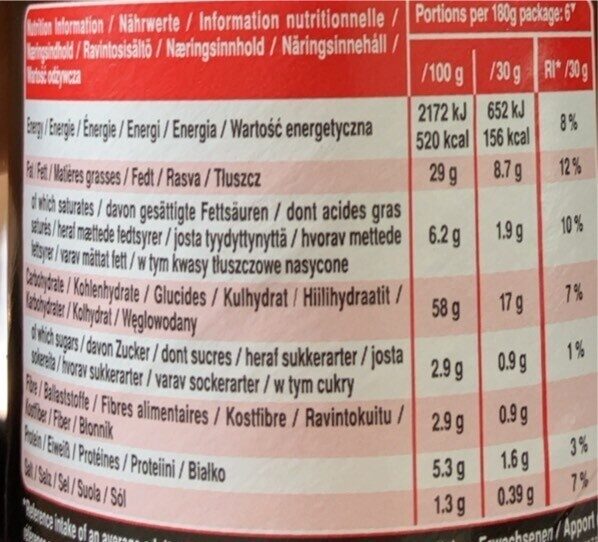 Nutrition Information / Nährwerte / Information nutritionnelle /
Næringsindhold / Ravintosisältö / Næringsinnhold / Näringsinnehåll /
Wartość odżywcza
Portions per 180g package: 6*
/100 g /30 g RI* /30 g
Energy / Energie / Énergie / Energi / Energia / Wartość energetyczna
2172 kJ 652 kJ
520 kcal 156 kcal
8%
Fat / Fett / Matières grasses / Fedt / Rasva / Tłuszcz
29 g 8.7 g 12%
of which saturates / davon gesättigte Fettsäuren / dont acides gras
saturés / heraf mættede fedtsyrer / josta tyydyttynyttä / hvorav mettede
fettsyrer / varav mättat fett / w tym kwasy tłuszczowe nasycone
6.2 g 1.9 g 10%
Carbohydrate / Kohlenhydrate / Glucides / Kulhydrat / Hiilihydraatit /
Karbohydrater / Kolhydrat / Węglowodany
58 g 17 g 7%
of which sugars / davon Zucker / dont sucres / heraf sukkerarter / josta
sokereita / hvorav sukkerarter / varav sockerarter / w tym cukry
2.9 g 0.9 g 1%
Fibre / Ballaststoffe / Fibres alimentaires / Kostfibre / Ravintokuitu /
Kostfiber / Fiber / Błonnik
2.9 g 0.9 g
Protein / Eiweiß / Protéines / Proteiini / Białko
5.3 g 1.6 g 3%
Salt / Salz / Sel / Suola / Sól
1.3 g 0.39 g 7%
*Reference intake of an average
Erwachsenen / Apport